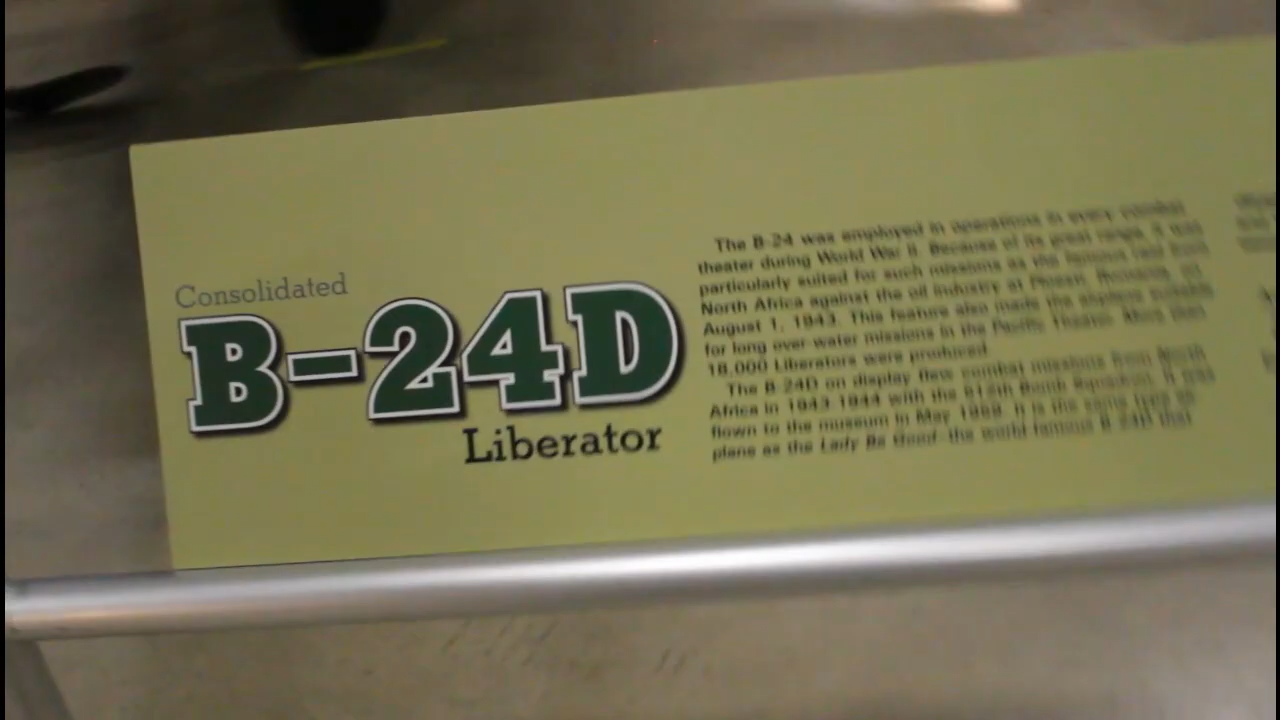 Consolidated
B-24D
Liberator
The B-24 was employed in operations in every combat
theater during World War II. Because of its great range, it was
particularly suited for such missions as the famous raid from
North Africa against the oil industry at Ploesti, Romania, on
August 1, 1943. This feature also made the airplane suitable
for long over-water missions in the Pacific Theater. More than
18,000 Liberators were produced.
The B-24D on display flew combat missions from North
Africa in 1943-1944 with the 512th Bomb Squadron. It was
flown to the museum in May 1959. It is the same type of
plane as the Lady Be Good, the world-famous B-24D that